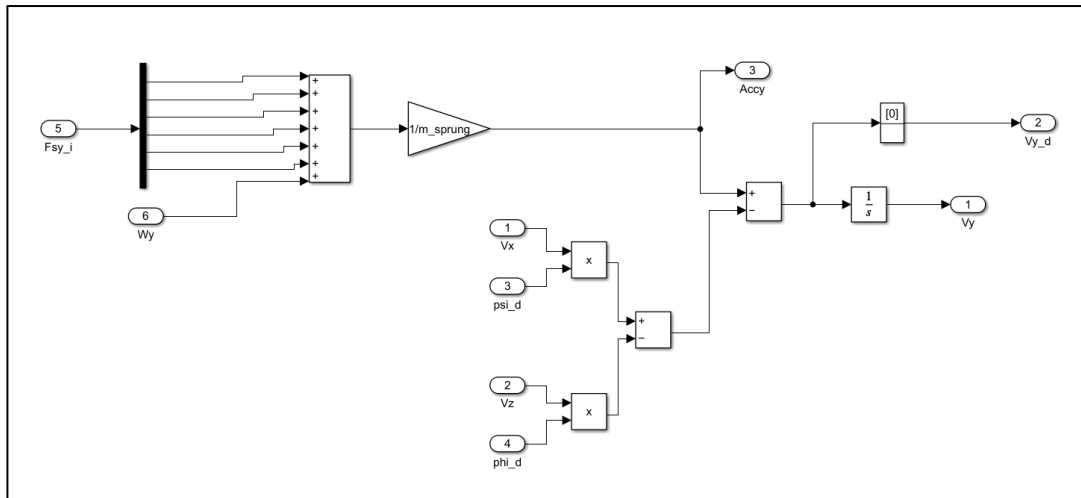 5
Fsy_i
6
Wy
+
+
+
+
+
+
+
1/m_sprung
3
Accy
[0]
2
Vy_d
+
−
1
s
1
Vy
1
Vx
3
psi_d
x
+
−
2
Vz
4
phi_d
x